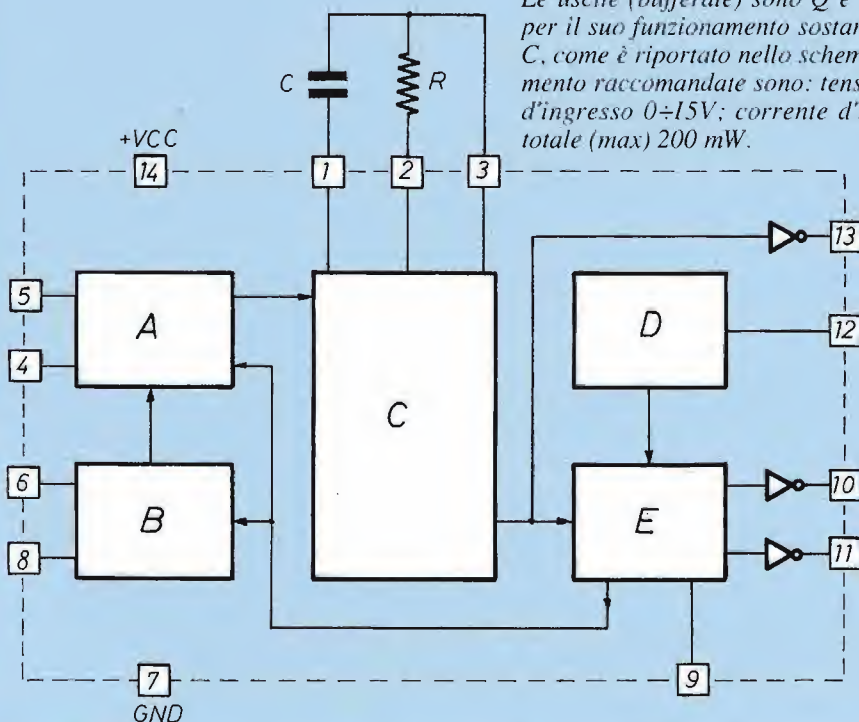 Le uscite (bufferate) sono Q e
per il suo funzionamento sostan
C, come è riportato nello schem
mento raccomandate sono: tens
d'ingresso 0÷15V; corrente d'
totale (max) 200 mW.
C
R
+VCC
14
1
2
3
13
5
A
D
12
4
C
6
B
E
10
8
11
7
9
GND